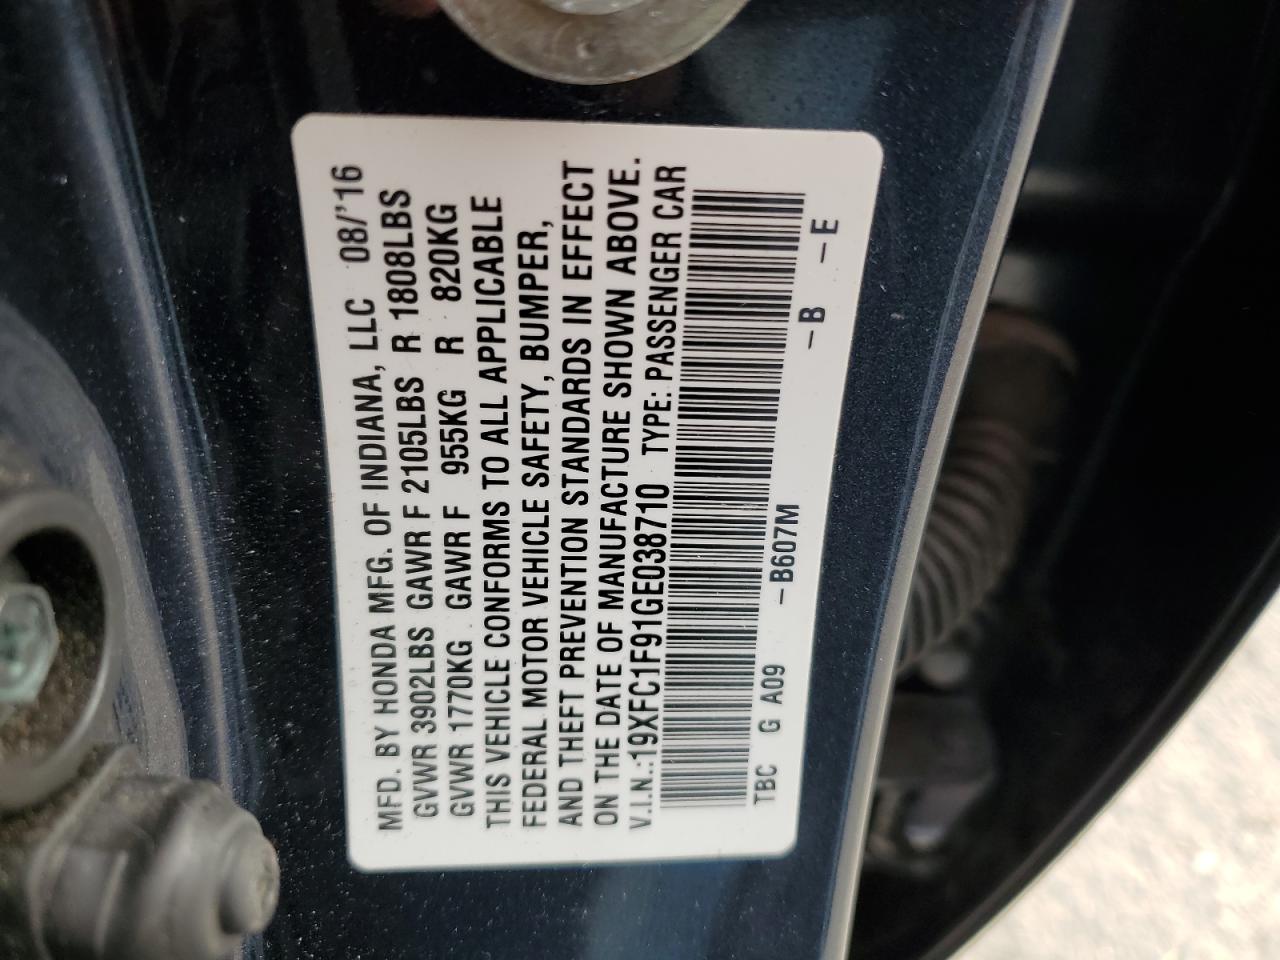 MFD. BY HONDA MFG. OF INDIANA, LLC 08/'16
GVWR 3902LBS GAWR F 2105LBS R 1808LBS
GVWR 1770KG GAWR F 955KG R 820KG
THIS VEHICLE CONFORMS TO ALL APPLICABLE
FEDERAL MOTOR VEHICLE SAFETY, BUMPER,
AND THEFT PREVENTION STANDARDS IN EFFECT
ON THE DATE OF MANUFACTURE SHOWN ABOVE.
V.I.N.:19XFC1F91GE038710 TYPE: PASSENGER CAR
TBC G A09 -B607M -B -E